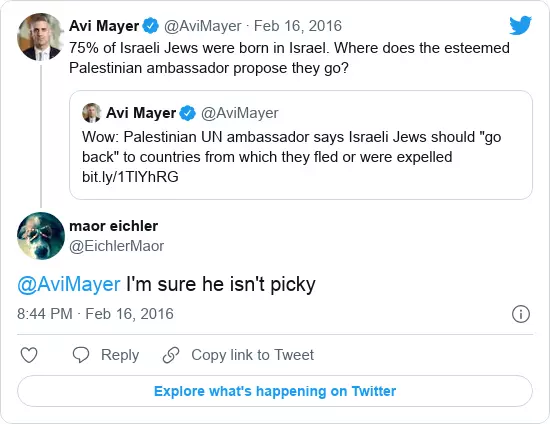 Avi Mayer @AviMayer · Feb 16, 2016
75% of Israeli Jews were born in Israel. Where does the esteemed
Palestinian ambassador propose they go?
Avi Mayer @AviMayer
Wow: Palestinian UN ambassador says Israeli Jews should "go
back" to countries from which they fled or were expelled
bit.ly/1TlYhRG
maor eichler
@EichlerMaor
@AviMayer I'm sure he isn't picky
8:44 PM · Feb 16, 2016
Reply Copy link to Tweet
Explore what's happening on Twitter